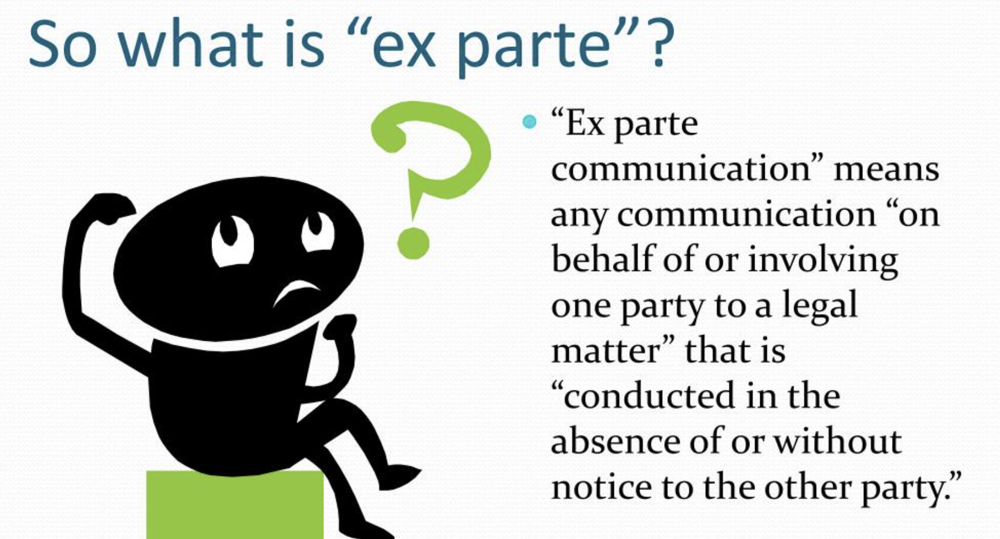 So what is “ex parte”?
“Ex parte
communication” means
any communication “on
behalf of or involving
one party to a legal
matter” that is
“conducted in the
absence of or without
notice to the other party.”